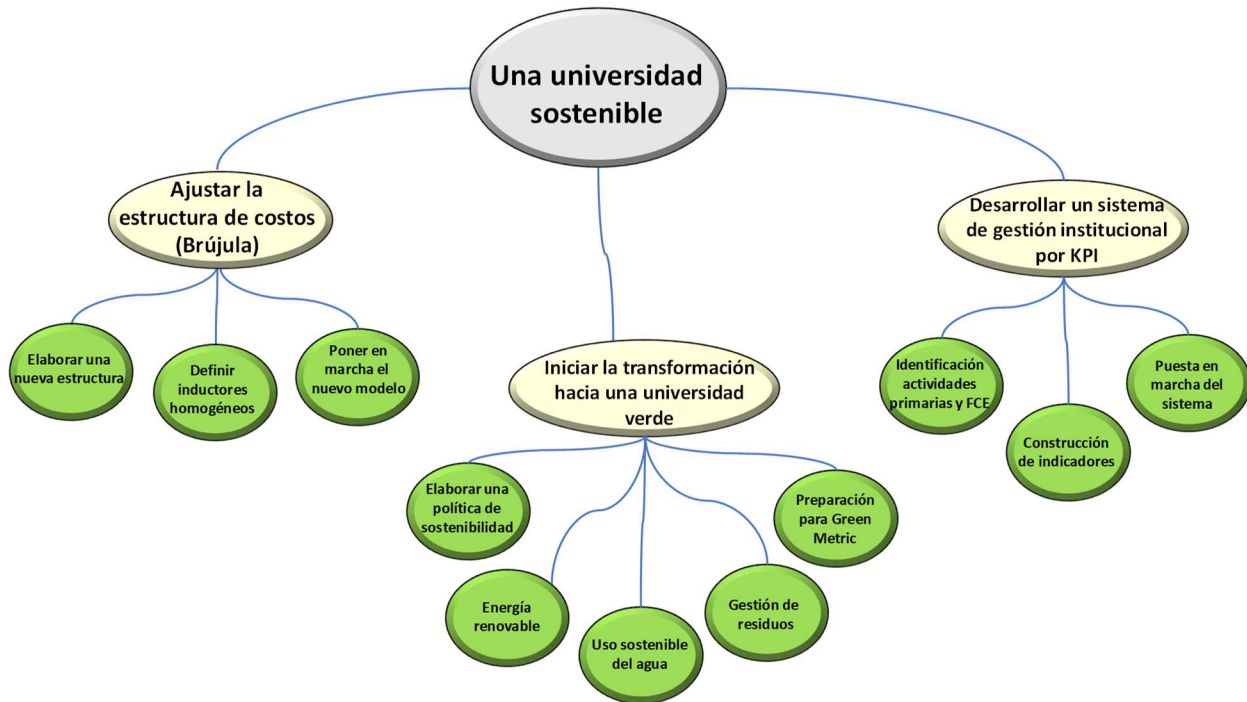 Una universidad
sostenible
Ajustar la
estructura de costos
(Brújula)
Elaborar una
nueva estructura
Definir
inductores
homogéneos
Poner en
marcha el
nuevo modelo
Iniciar la transformación
hacia una universidad
verde
Elaborar una
política de
sostenibilidad
Energía
renovable
Uso sostenible
del agua
Gestión de
residuos
Preparación
para Green
Metric
Desarrollar un sistema
de gestión institucional
por KPI
Identificación
actividades
primarias y FCE
Construcción
de indicadores
Puesta en
marcha del
sistema